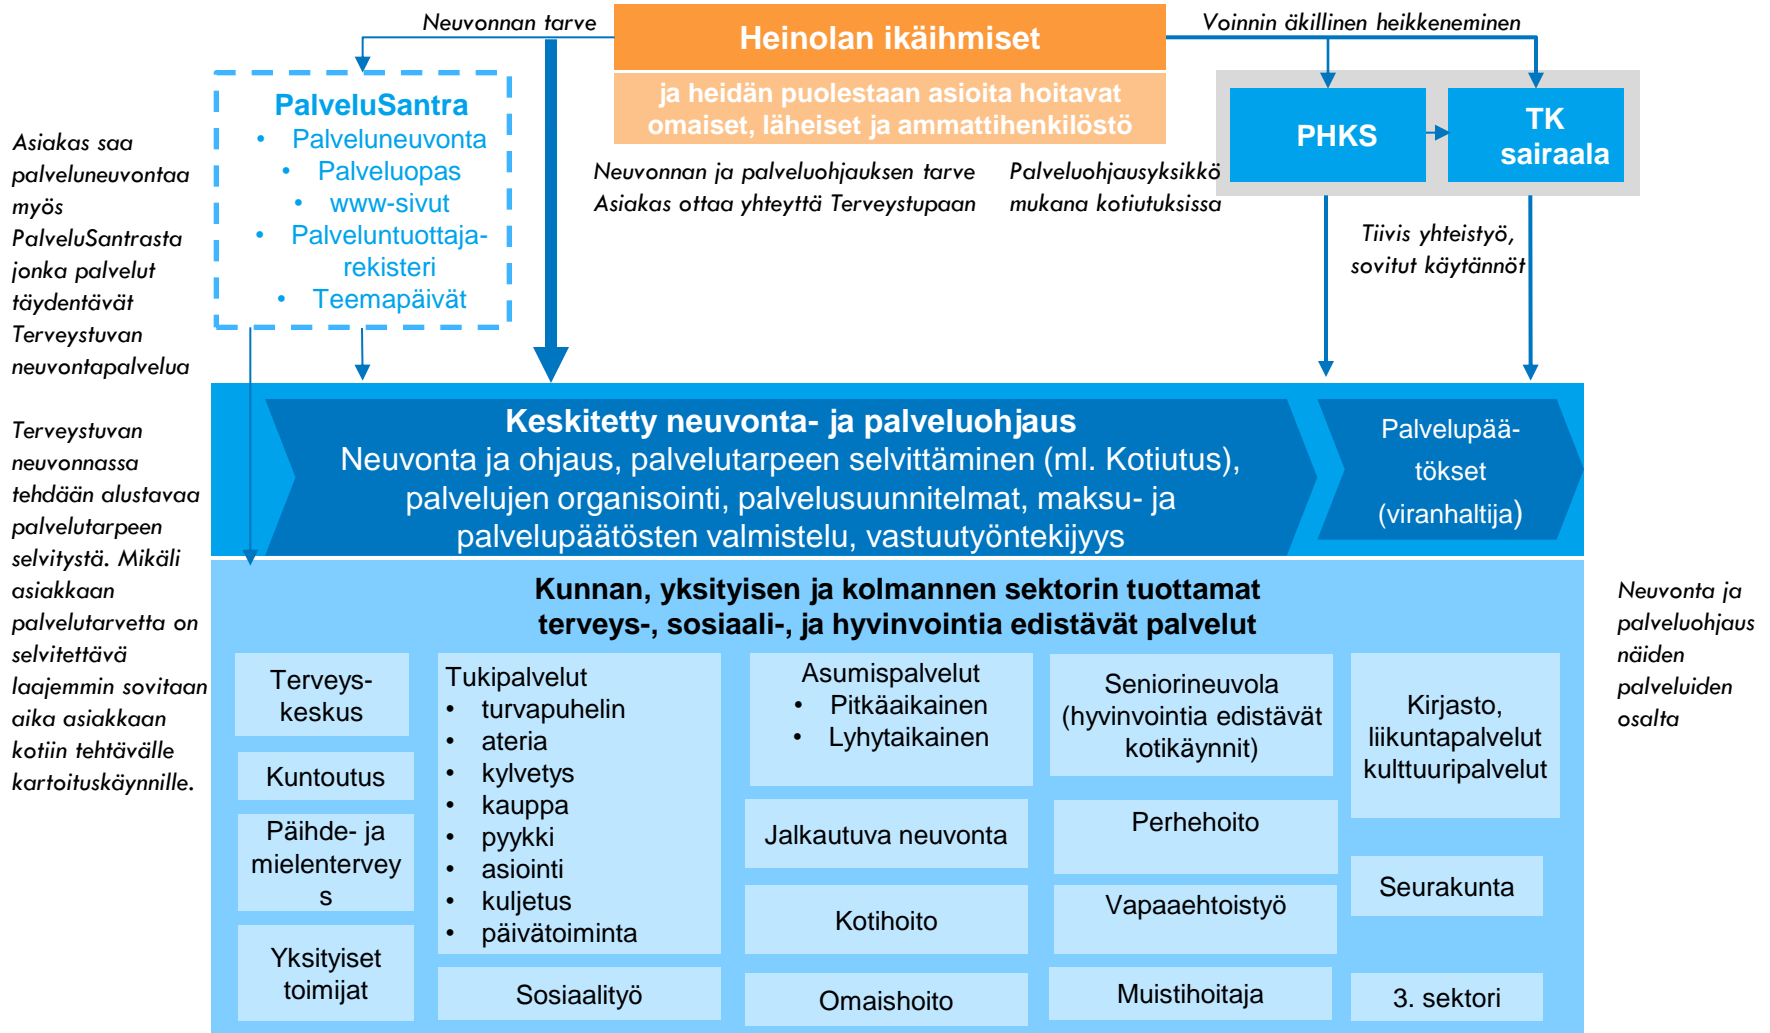 Neuvonnan tarve
Heinolan ikäihmiset
Voinnin äkillinen heikkeneminen
ja heidän puolestaan asioita hoitavat
omaiset, läheiset ja ammattihenkilöstö
PalveluSantra
• Palveluneuvonta
• Palveluopas
• www-sivut
• Palveluntuottaja-
rekisteri
• Teemapäivät
PHKS
TK
sairaala
Asiakas saa
palveluneuvontaa
myös
PalveluSantrasta
jonka palvelut
täydentävät
Terveystuvan
neuvontapalvelua
Neuvonnan ja palveluohjauksen tarve
Asiakas ottaa yhteyttä Terveystupaan
Palveluohjausyksikkö
mukana kotiutuksissa
Tiivis yhteistyö,
sovitut käytännöt
Terveystuvan
neuvonnassa
tehdään alustavaa
palvelutarpeen
selvitystä. Mikäli
asiakkaan
palvelutarvetta on
selvitettävä
laajemmin sovitaan
aika asiakkaan
kotiin tehtävälle
kartoituskäynnille.
Keskitetty neuvonta- ja palveluohjaus
Neuvonta ja ohjaus, palvelutarpeen selvittäminen (ml. Kotiutus),
palvelujen organisointi, palvelusuunnitelmat, maksu- ja
palvelupäätösten valmistelu, vastuutyöntekijyys
Palvelupää-
tökset
(viranhaltija)
Kunnan, yksityisen ja kolmannen sektorin tuottamat
terveys-, sosiaali-, ja hyvinvointia edistävät palvelut
Neuvonta ja
palveluohjaus
näiden
palveluiden
osalta
Terveys-
keskus
Kuntoutus
Päihde- ja
mielentervey
s
Yksityiset
toimijat
Tukipalvelut
• turvapuhelin
• ateria
• kylvetys
• kauppa
• pyykki
• asiointi
• kuljetus
• päivätoiminta
Sosiaalityö
Asumispalvelut
• Pitkäaikainen
• Lyhytaikainen
Jalkautuva neuvonta
Kotihoito
Omaishoito
Seniorineuvola
(hyvinvointia edistävät
kotikäynnit)
Perhehoito
Vapaaehtoistyö
Muistihoitaja
Kirjasto,
liikuntapalvelut
kulttuuripalvelut
Seurakunta
3. sektori